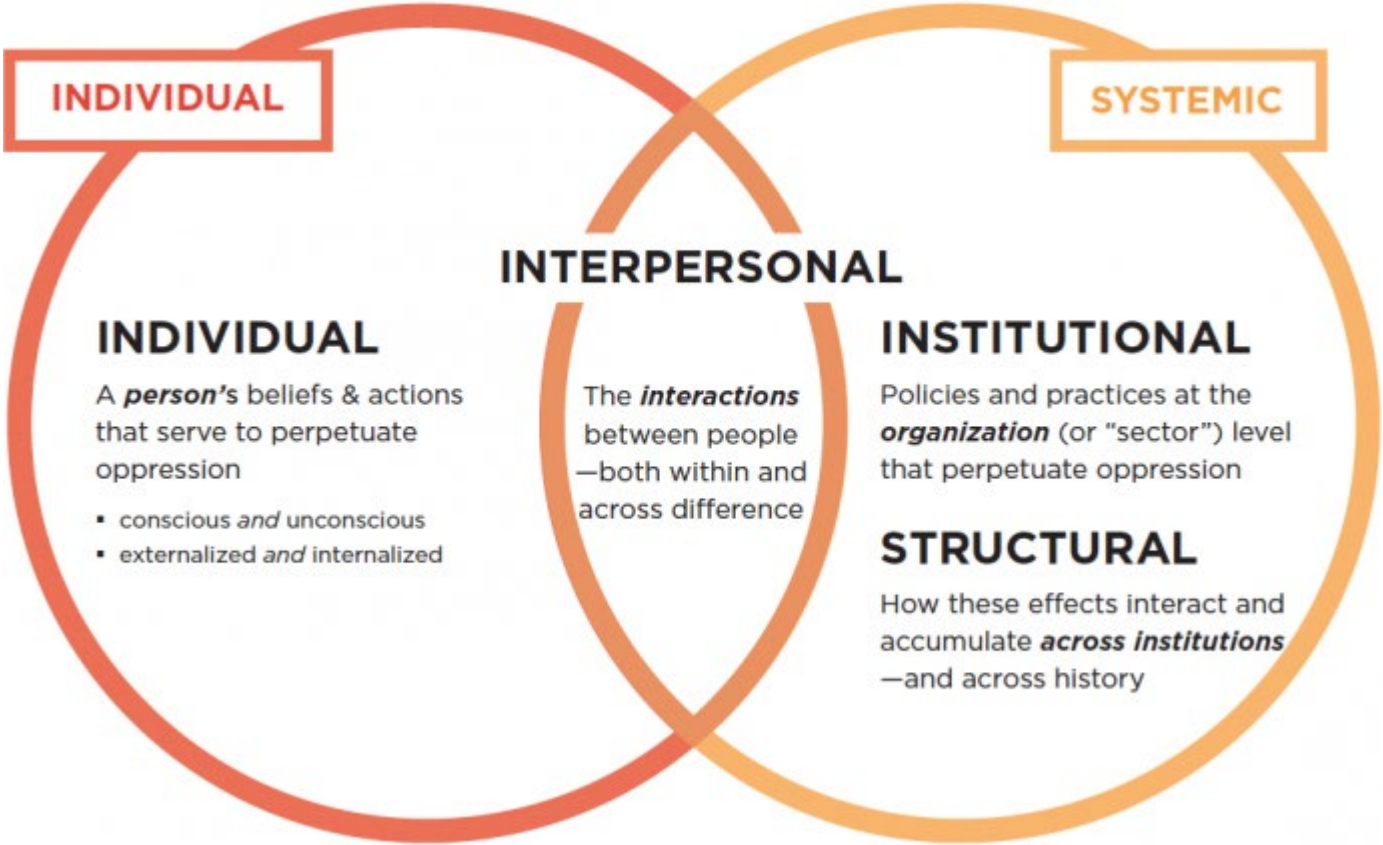 INDIVIDUAL
SYSTEMIC
INTERPERSONAL
INDIVIDUAL
A person's beliefs & actions
that serve to perpetuate
oppression
▪ conscious and unconscious
▪ externalized and internalized
The interactions
between people
—both within and
across difference
INSTITUTIONAL
Policies and practices at the
organization (or “sector”) level
that perpetuate oppression
STRUCTURAL
How these effects interact and
accumulate across institutions
—and across history